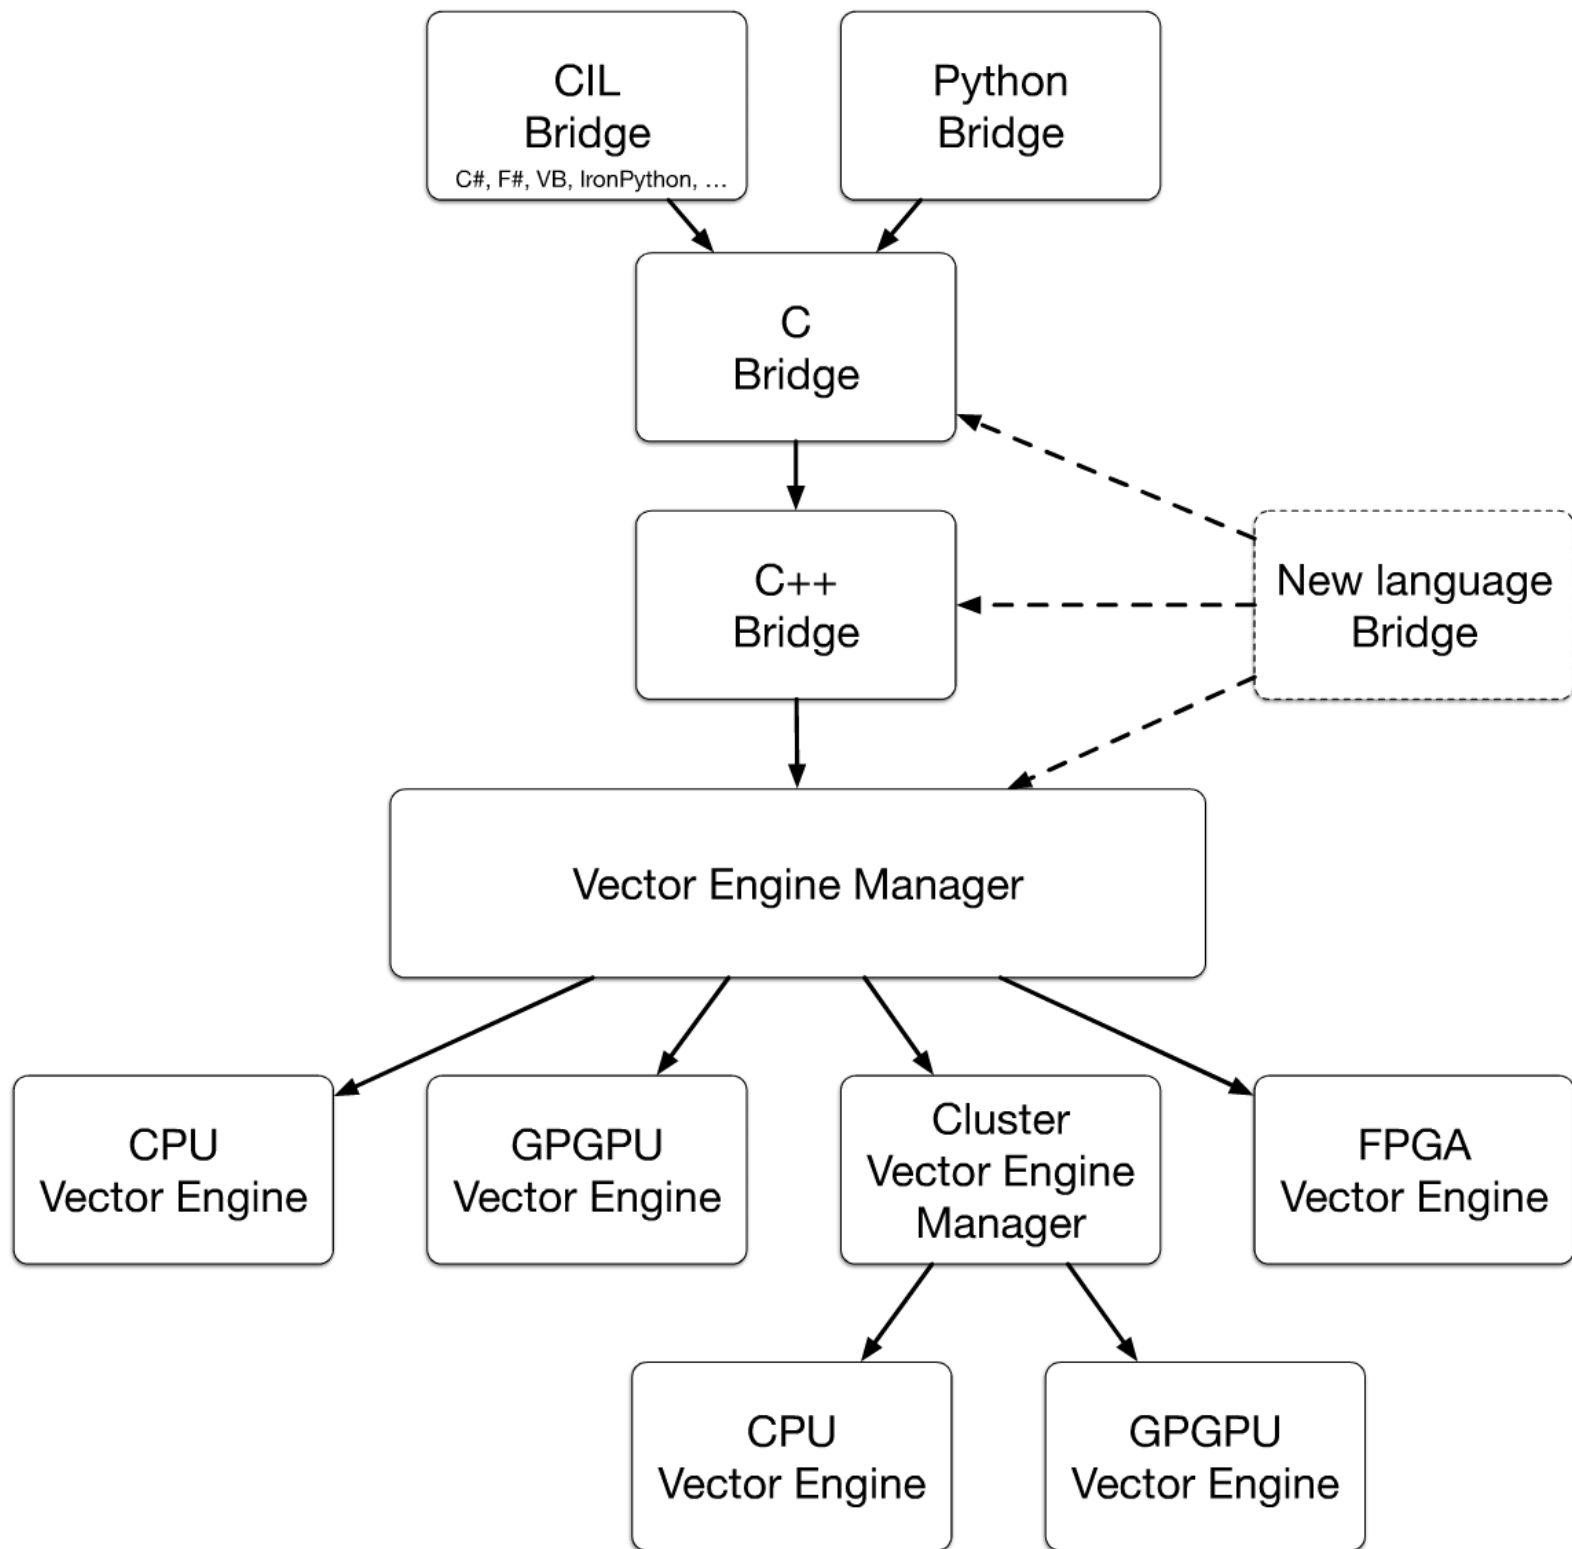 CIL
Bridge
C#, F#, VB, IronPython, ...
Python
Bridge
C
Bridge
C++
Bridge
New language
Bridge
Vector Engine Manager
CPU
Vector Engine
GPGPU
Vector Engine
Cluster
Vector Engine
Manager
FPGA
Vector Engine
CPU
Vector Engine
GPGPU
Vector Engine